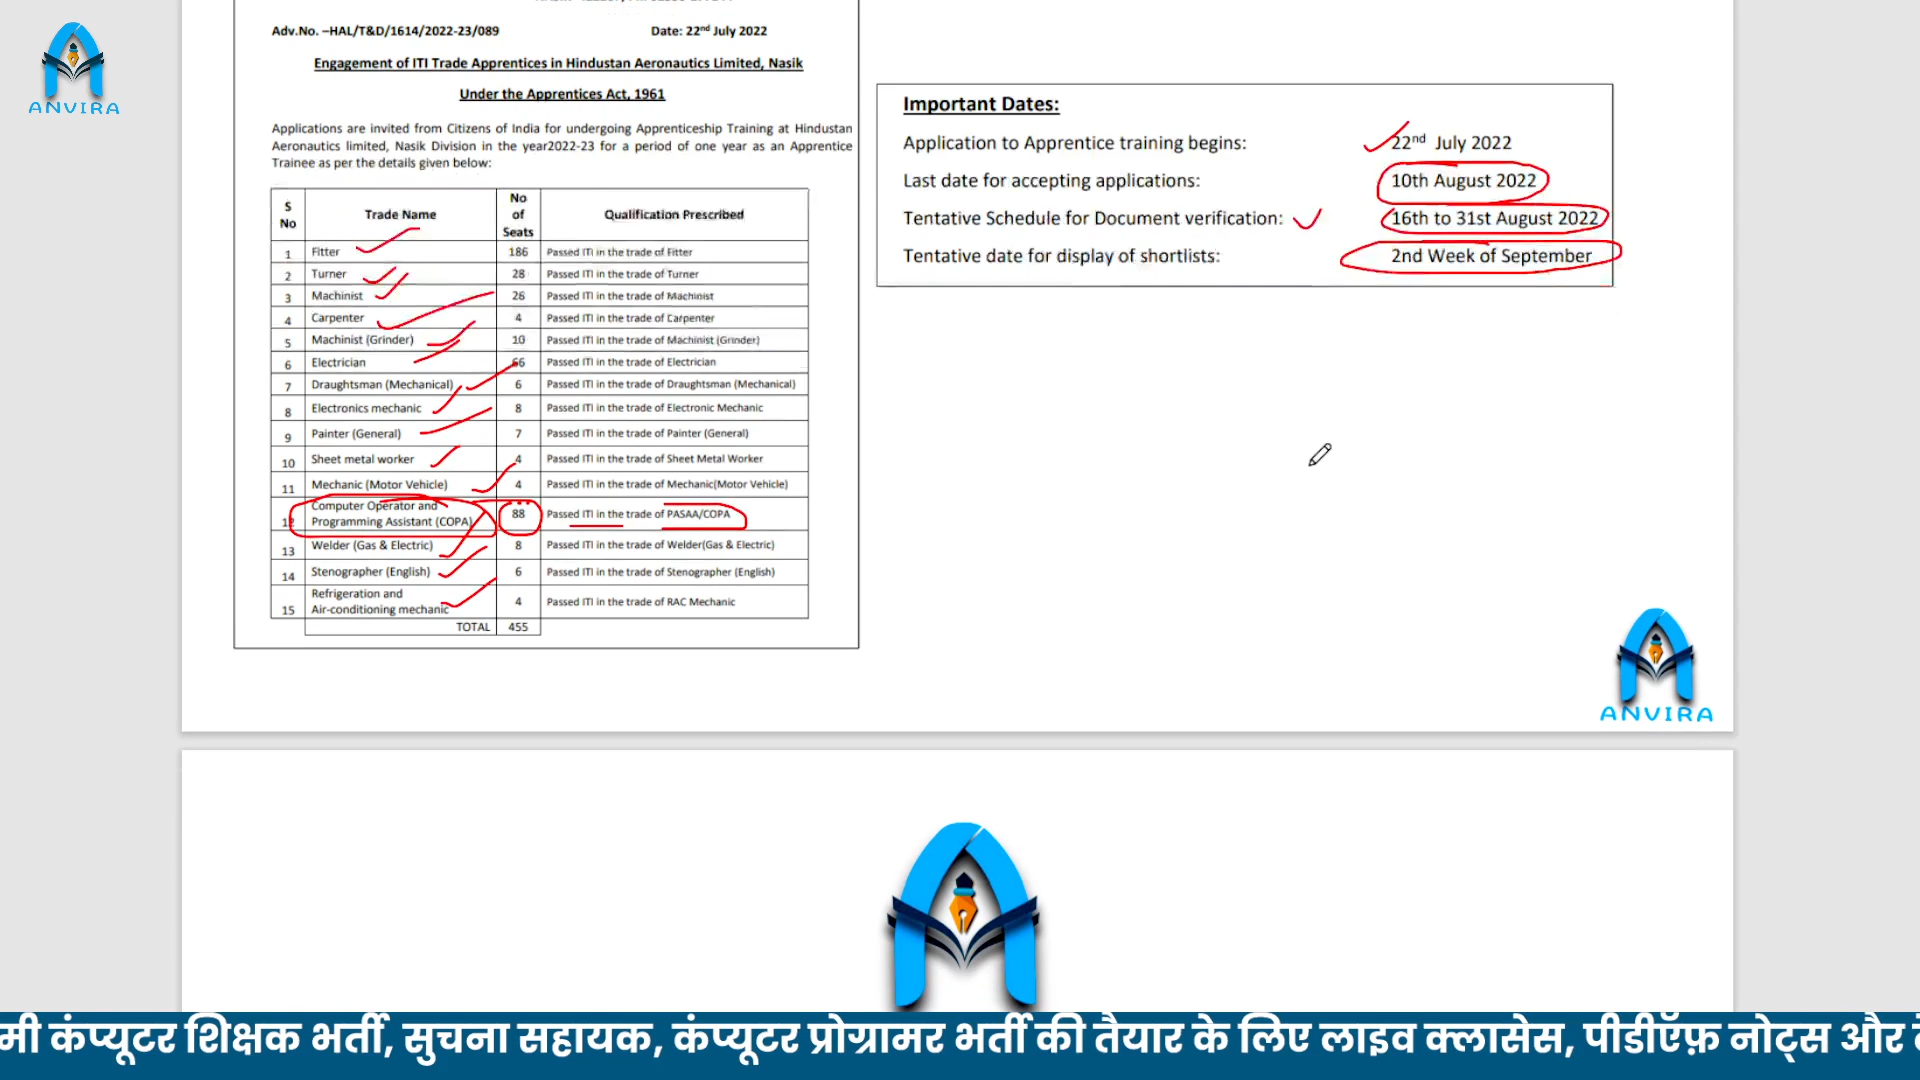 ANVIRA
Adv.No. –HAL/T&D/1614/2022-23/089 Date: 22nd July 2022
Engagement of ITI Trade Apprentices in Hindustan Aeronautics Limited, Nasik
Under the Apprentices Act, 1961
Applications are invited from Citizens of India for undergoing Apprenticeship Training at Hindustan
Aeronautics limited, Nasik Division in the year2022-23 for a period of one year as an Apprentice
Trainee as per the details given below:
S No Trade Name No of Seats Qualification Prescribed
1 Fitter 186 Passed ITI in the trade of Fitter
2 Turner 28 Passed ITI in the trade of Turner
3 Machinist 26 Passed ITI in the trade of Machinist
4 Carpenter 4 Passed ITI in the trade of Carpenter
5 Machinist (Grinder) 10 Passed ITI in the trade of Machinist (Grinder)
6 Electrician 66 Passed ITI in the trade of Electrician
7 Draughtsman (Mechanical) 6 Passed ITI in the trade of Draughtsman (Mechanical)
8 Electronics mechanic 8 Passed ITI in the trade of Electronic Mechanic
9 Painter (General) 7 Passed ITI in the trade of Painter (General)
10 Sheet metal worker 4 Passed ITI in the trade of Sheet Metal Worker
11 Mechanic (Motor Vehicle) 4 Passed ITI in the trade of Mechanic(Motor Vehicle)
12 Computer Operator and Programming Assistant (COPA) 88 Passed ITI in the trade of PASAA/COPA
13 Welder (Gas & Electric) 8 Passed ITI in the trade of Welder(Gas & Electric)
14 Stenographer (English) 6 Passed ITI in the trade of Stenographer (English)
15 Refrigeration and Air-conditioning mechanic 4 Passed ITI in the trade of RAC Mechanic
TOTAL 455
Important Dates:
Application to Apprentice training begins: 22nd July 2022
Last date for accepting applications: 10th August 2022
Tentative Schedule for Document verification: 16th to 31st August 2022
Tentative date for display of shortlists: 2nd Week of September
ANVIRA
मी कंप्यूटर शिक्षक भर्ती, सुचना सहायक, कंप्यूटर प्रोग्रामर भर्ती की तैयार के लिए लाइव क्लासेस, पीडीऍफ़ नोट्स और